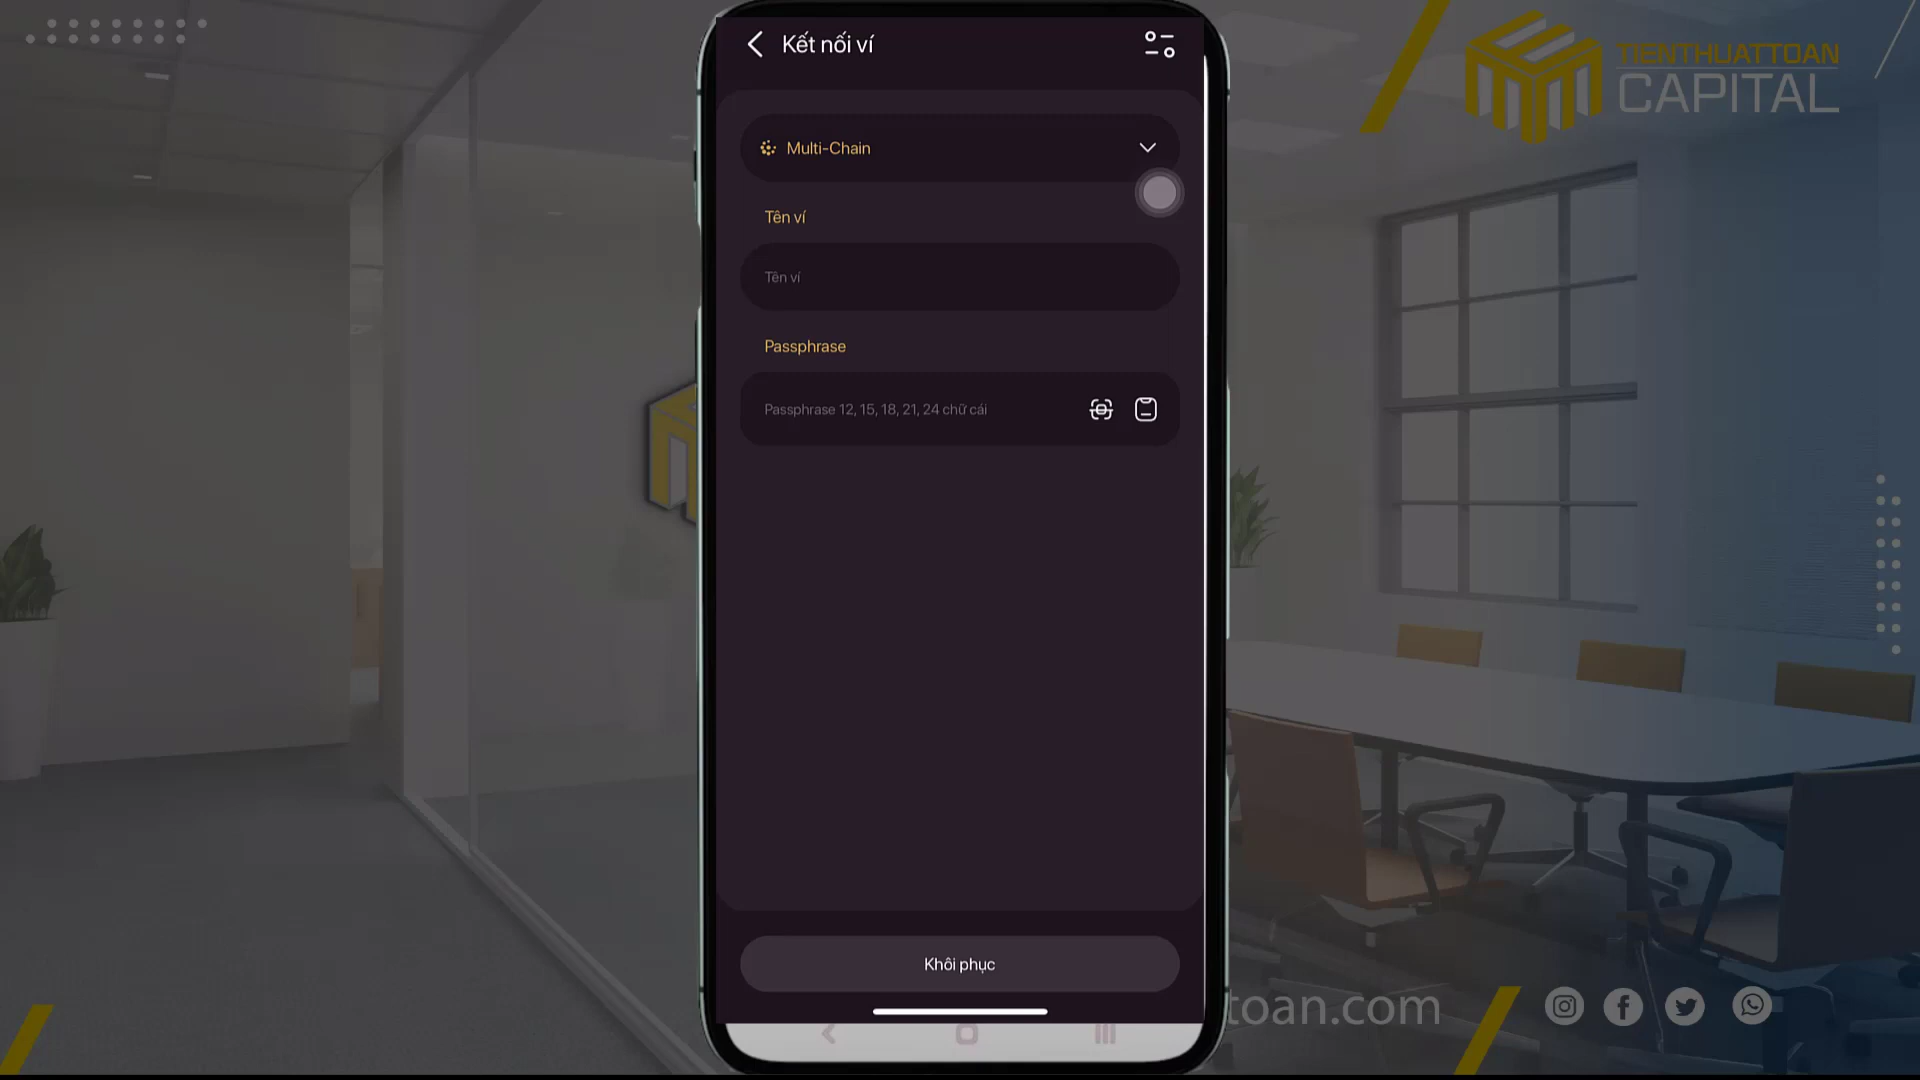 Kết nối ví
TIENTHUATTOAN
CAPITAL
Multi-Chain
Tên ví
Tên ví
Passphrase
Passphrase 12, 15, 18, 21, 24 chữ cái
Khôi phục
toan.com